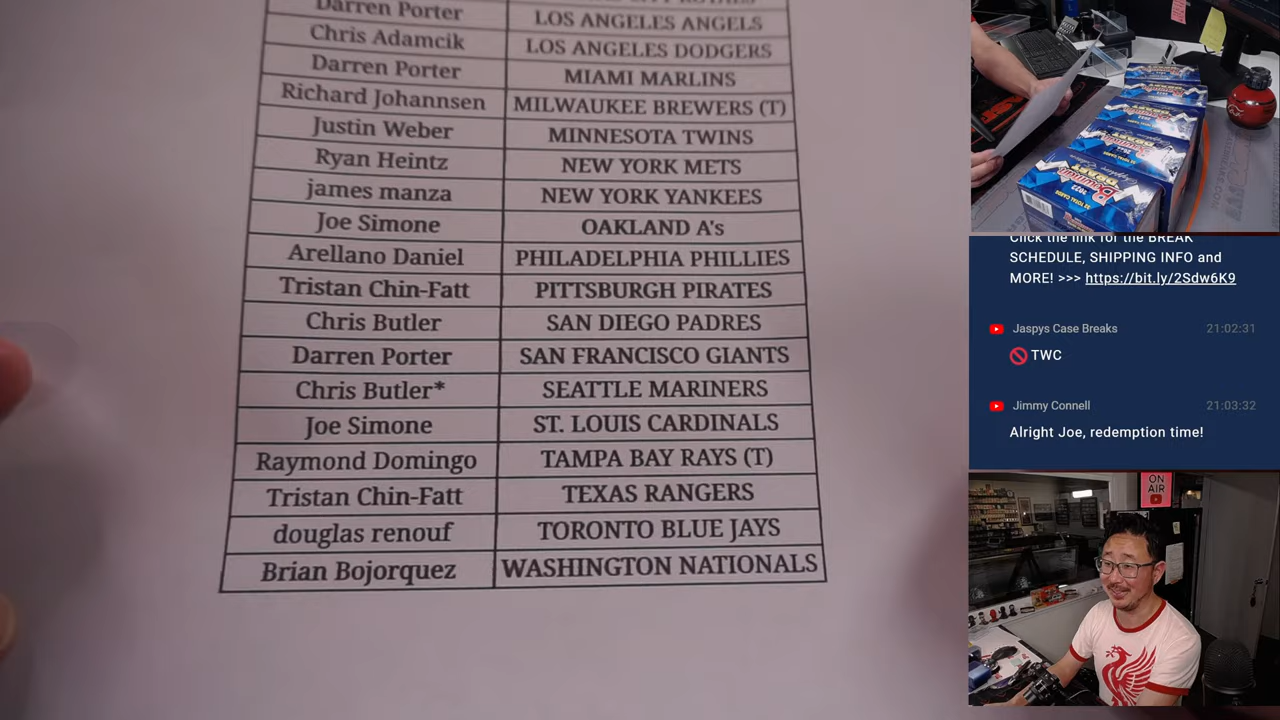 Darren Porter
LOS ANGELES ANGELS
Chris Adamcik
LOS ANGELES DODGERS
Darren Porter
MIAMI MARLINS
Richard Johannsen
MILWAUKEE BREWERS (T)
Justin Weber
MINNESOTA TWINS
Ryan Heintz
NEW YORK METS
james manza
NEW YORK YANKEES
Joe Simone
OAKLAND A's
Arellano Daniel
PHILADELPHIA PHILLIES
Tristan Chin-Fatt
PITTSBURGH PIRATES
Chris Butler
SAN DIEGO PADRES
Darren Porter
SAN FRANCISCO GIANTS
Chris Butler*
SEATTLE MARINERS
Joe Simone
ST. LOUIS CARDINALS
Raymond Domingo
TAMPA BAY RAYS (T)
Tristan Chin-Fatt
TEXAS RANGERS
douglas renouf
TORONTO BLUE JAYS
Brian Bojorquez
WASHINGTON NATIONALS
2022
Bowman
DRAFT
Click the link for the BREAK
SCHEDULE, SHIPPING INFO and
MORE! >>> https://bit.ly/2Sdw6K9
Jaspys Case Breaks 21:02:31
🚫 TWC
Jimmy Connell 21:03:32
Alright Joe, redemption time!
ON
AIR